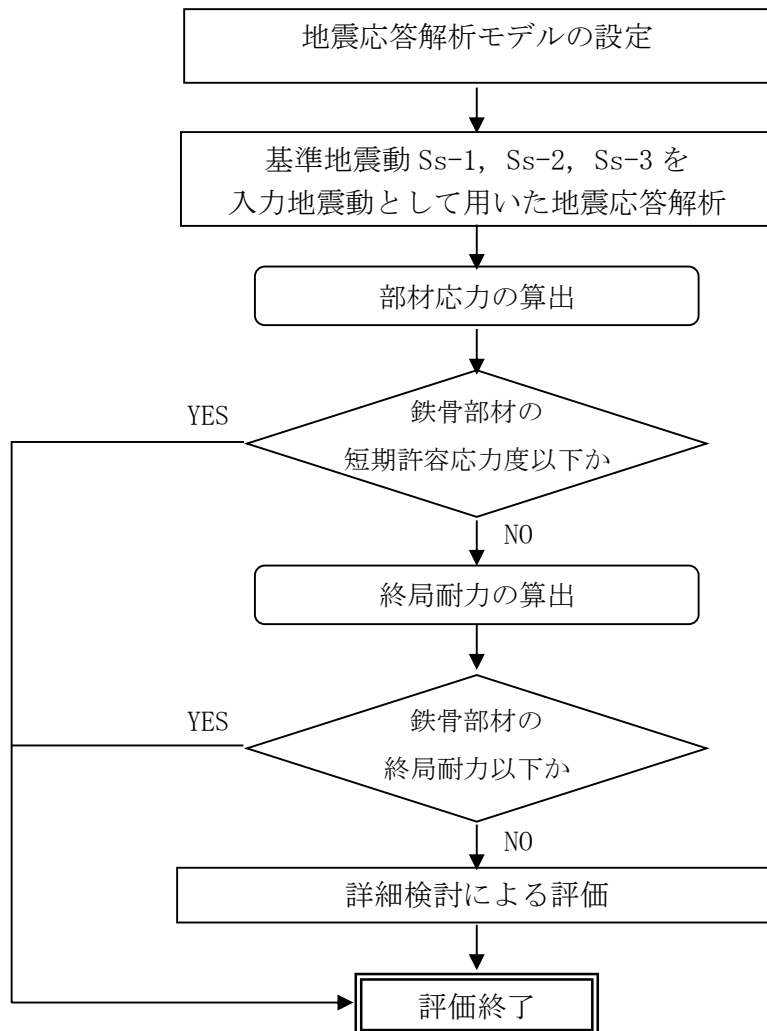 地震応答解析モデルの設定
基準地震動 Ss-1, Ss-2, Ss-3 を
入力地震動として用いた地震応答解析
部材応力の算出
YES
鉄骨部材の
短期許容応力度以下か
NO
終局耐力の算出
YES
鉄骨部材の
終局耐力以下か
NO
詳細検討による評価
評価終了